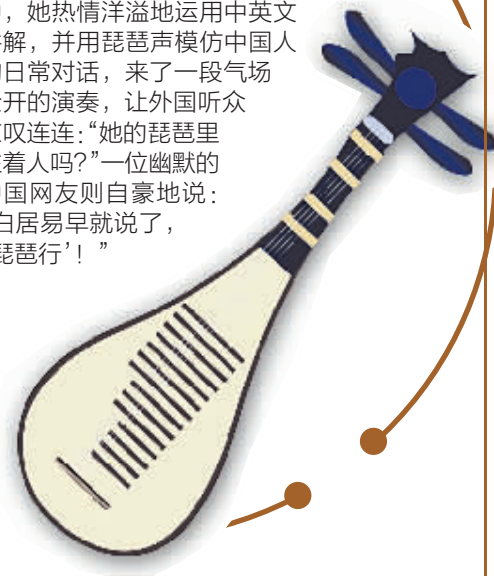 ，她热情洋溢地运用中英文
解，并用琵琶声模仿中国人
日常对话，来了一段气场
开的演奏，让外国听众
叹连连：“她的琵琶里
着人吗？”一位幽默的
国网友则自豪地说：
白居易早就说了，
琵琶行’！”